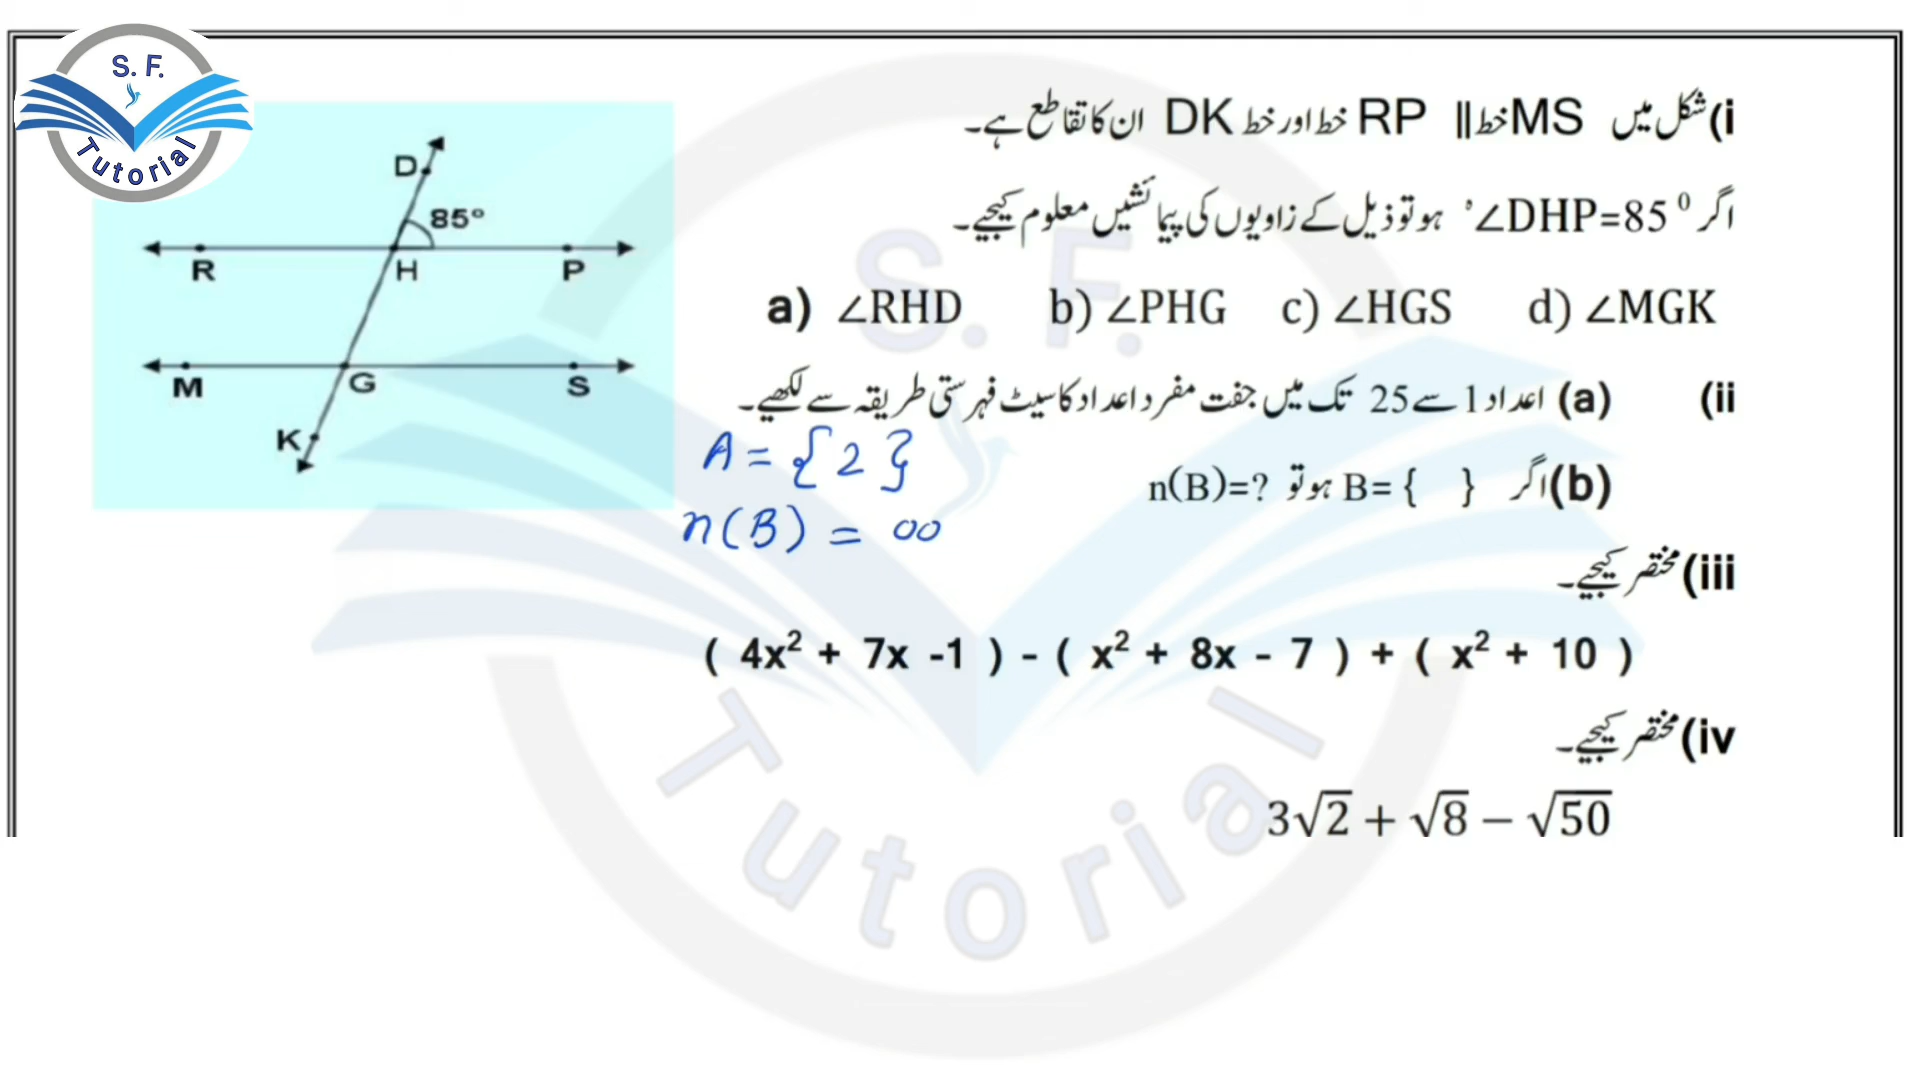 S. F.
Tutorial
i) شکل میں خط MS || خط RP اور خط DK ان کا تقاطع ہے۔
اگر ∠DHP=85⁰ ہو تو ذیل کے زاویوں کی پیمائشیں معلوم کیجیے۔
a) ∠RHD b) ∠PHG c) ∠HGS d) ∠MGK
D
85°
R H P
M G S
K
ii) (a) اعداد 1 سے 25 تک میں جفت مفرد اعداد کا سیٹ فہرستی طریقہ سے لکھیے۔
A = { 2 }
(b) اگر B= { } ہو تو n(B)=?
n(B) = ∞
iii) مختصر کیجیے۔
( 4x² + 7x -1 ) - ( x² + 8x - 7 ) + ( x² + 10 )
iv) مختصر کیجیے۔
3√2 + √8 − √50
S. F.
Tutorial